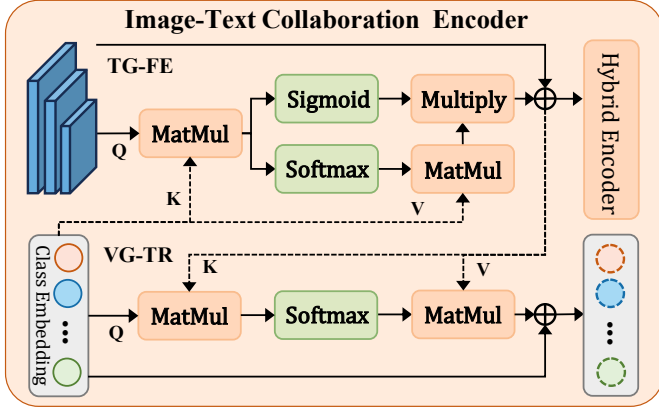 Image-Text Collaboration Encoder
TG-FE
Sigmoid
Multiply
Q
MatMul
Softmax
MatMul
K
V
Hybrid Encoder
VG-TR
K
V
Class Embedding
Q
MatMul
Softmax
MatMul